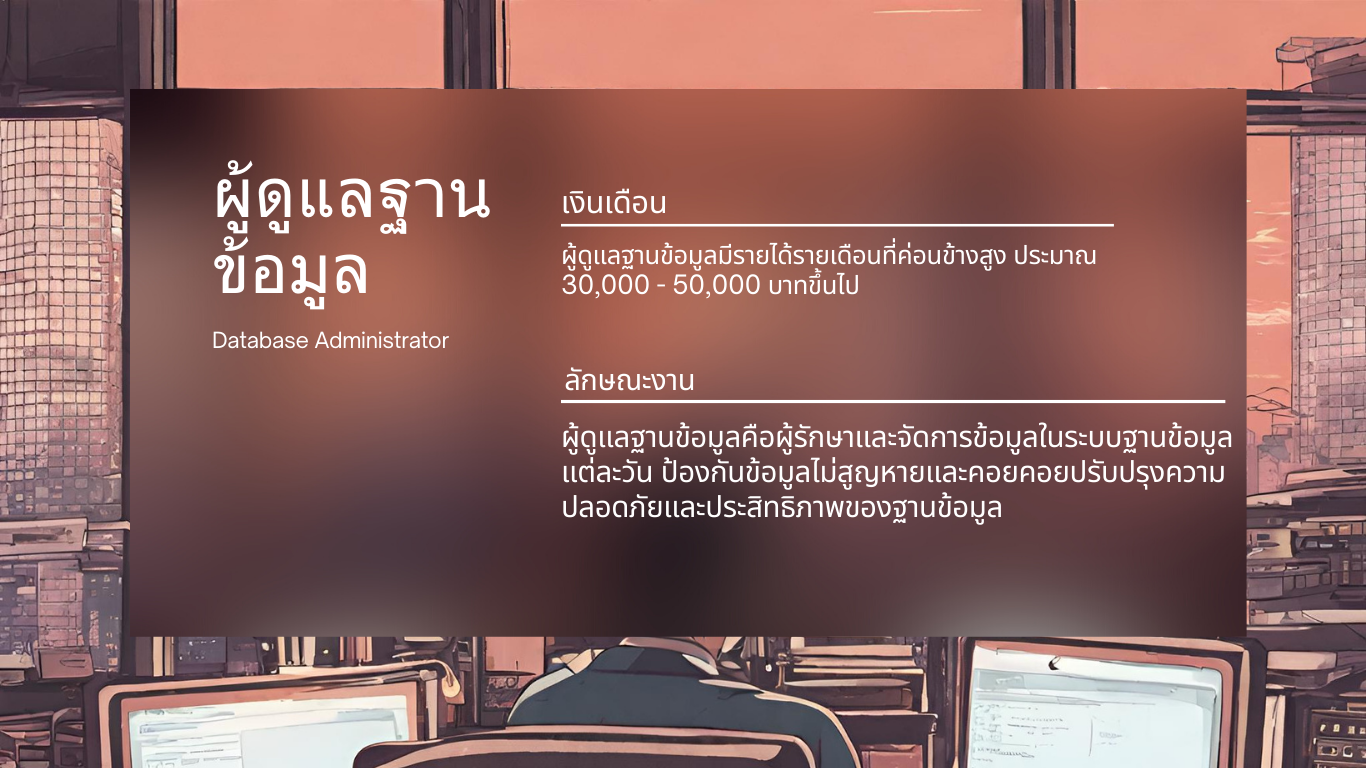 ผู้ดูแลฐาน
ข้อมูล
Database Administrator
เงินเดือน
ผู้ดูแลฐานข้อมูลมีรายได้รายเดือนที่ค่อนข้างสูง ประมาณ
30,000 - 50,000 บาทขึ้นไป
ลักษณะงาน
ผู้ดูแลฐานข้อมูลคือผู้รักษาและจัดการข้อมูลในระบบฐานข้อมูล
แต่ละวัน ป้องกันข้อมูลไม่สูญหายและคอยคอยปรับปรุงความ
ปลอดภัยและประสิทธิภาพของฐานข้อมูล